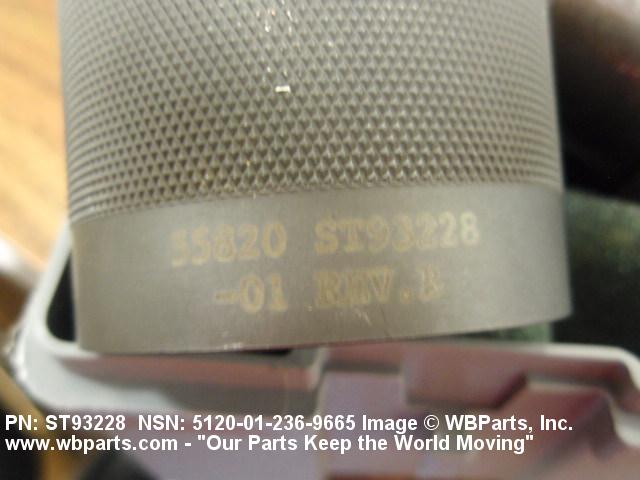 55820 ST93228
-01 REV.R
PN: ST93228 NSN: 5120-01-236-9665 Image © WBParts, Inc.
www.wbparts.com - "Our Parts Keep the World Moving"